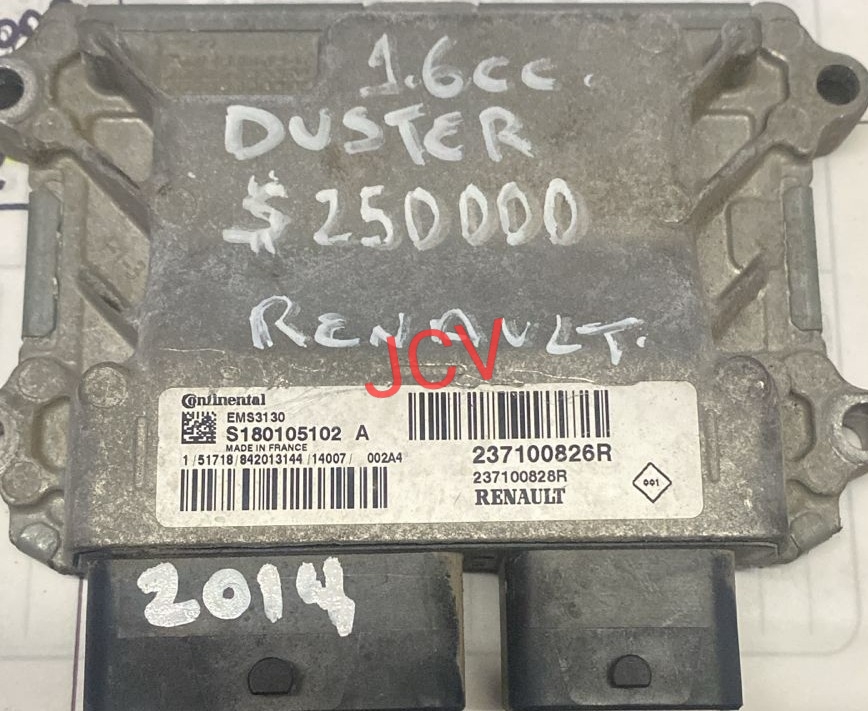 1.6cc.
DUSTER
$250000
RENAULT.
JCV
Continental
EMS3130
S180105102 A
MADE IN FRANCE
1/51718/842013144/14007/ 002A4
237100826R
237100828R
RENAULT
001
2014